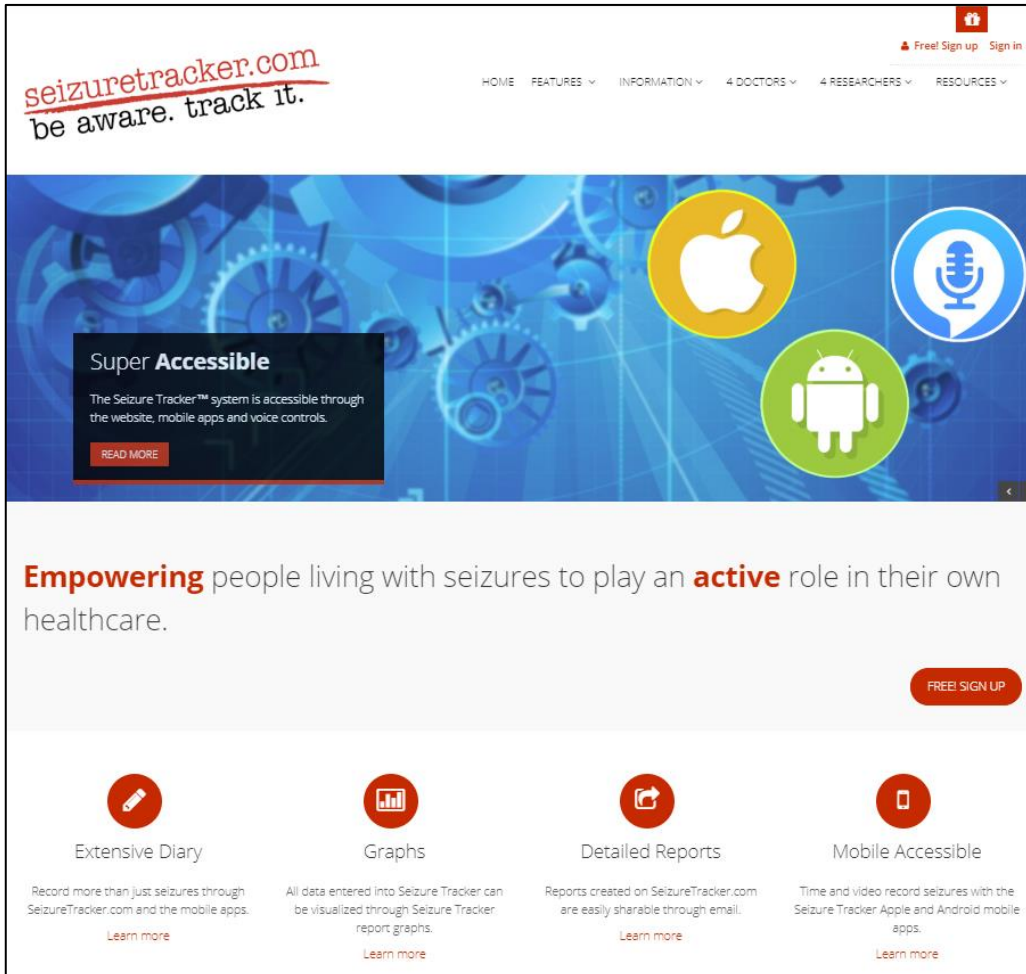 Free! Sign up Sign in
seizuretracker.com
be aware. track it.
HOME FEATURES INFORMATION 4 DOCTORS 4 RESEARCHERS RESOURCES
Super Accessible
The Seizure Tracker™ system is accessible through
the website, mobile apps and voice controls.
READ MORE
Empowering people living with seizures to play an active role in their own
healthcare.
FREE! SIGN UP
Extensive Diary
Record more than just seizures through
SeizureTracker.com and the mobile apps.
Learn more
Graphs
All data entered into Seizure Tracker can
be visualized through Seizure Tracker
report graphs.
Learn more
Detailed Reports
Reports created on SeizureTracker.com
are easily sharable through email.
Learn more
Mobile Accessible
Time and video record seizures with the
Seizure Tracker Apple and Android mobile
apps.
Learn more